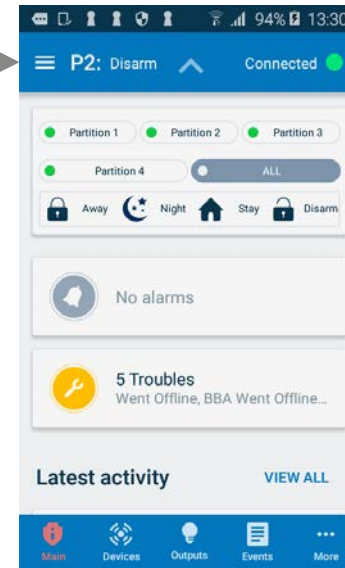 94% 13:30
P2: Disarm Connected
Partition 1 Partition 2 Partition 3
Partition 4 ALL
Away Night Stay Disarm
No alarms
5 Troubles
Went Offline, BBA Went Offline...
Latest activity VIEW ALL
Main Devices Outputs Events More